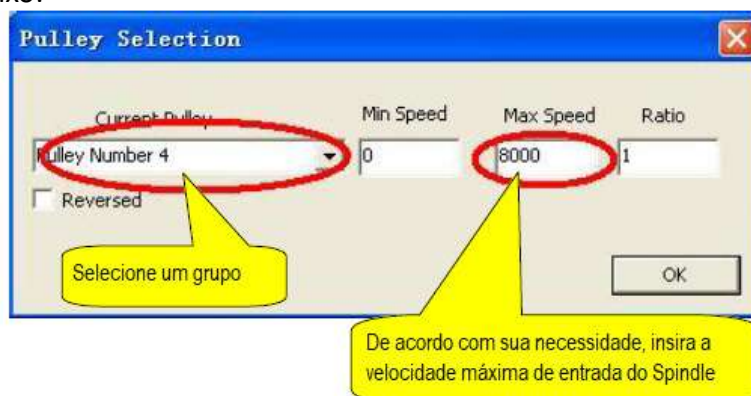 Pulley Selection
Current Pulley Min Speed Max Speed Ratio
Pulley Number 4 0 8000 1
Reversed
Selecione um grupo
OK
De acordo com sua necessidade, insira a
velocidade máxima de entrada do Spindle